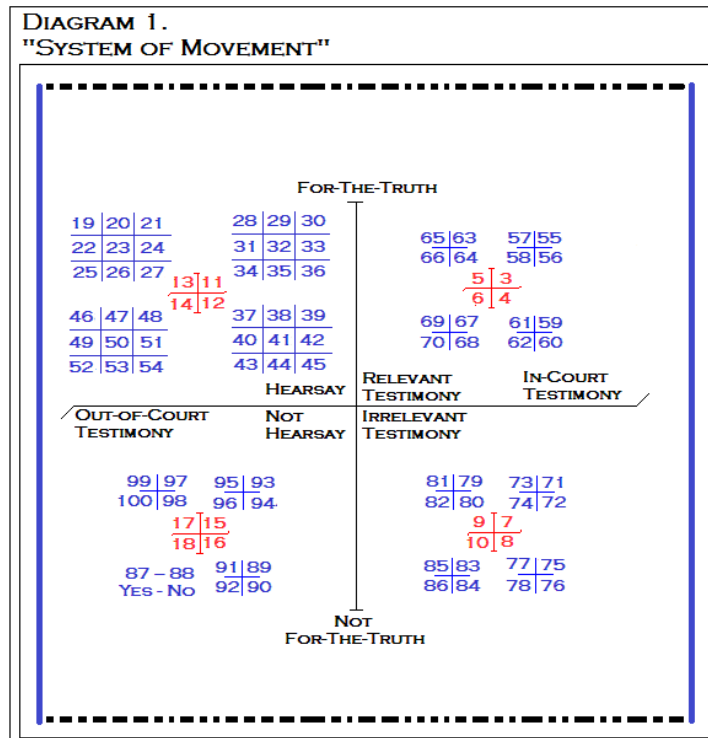 DIAGRAM 1.
"SYSTEM OF MOVEMENT"
FOR-THE-TRUTH
19 20 21
22 23 24
25 26 27
28 29 30
31 32 33
34 35 36
13 11
14 12
46 47 48
49 50 51
52 53 54
37 38 39
40 41 42
43 44 45
65 63
66 64
57 55
58 56
5 3
6 4
69 67
70 68
61 59
62 60
HEARSAY
RELEVANT
TESTIMONY
IN-COURT
TESTIMONY
OUT-OF-COURT
TESTIMONY
NOT
HEARSAY
IRRELEVANT
TESTIMONY
99 97
100 98
95 93
96 94
17 15
18 16
87 - 88
YES - NO
91 89
92 90
81 79
82 80
73 71
74 72
9 7
10 8
85 83
86 84
77 75
78 76
NOT
FOR-THE-TRUTH